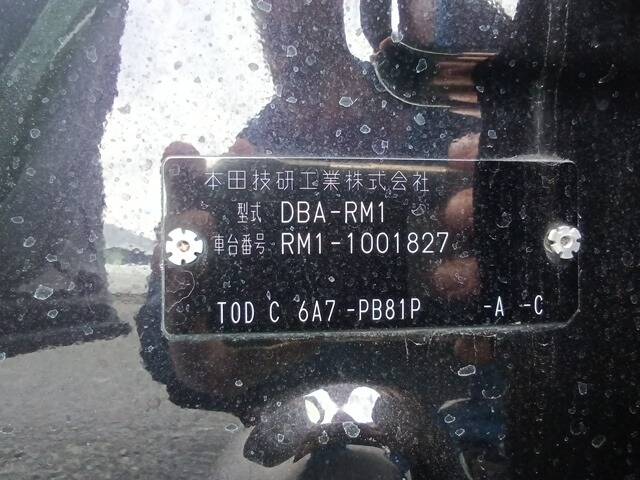 本田技研工業株式会社
型式 DBA-RM1
車台番号 RM1-1001827
TOD C 6A7-PB81P -A -C